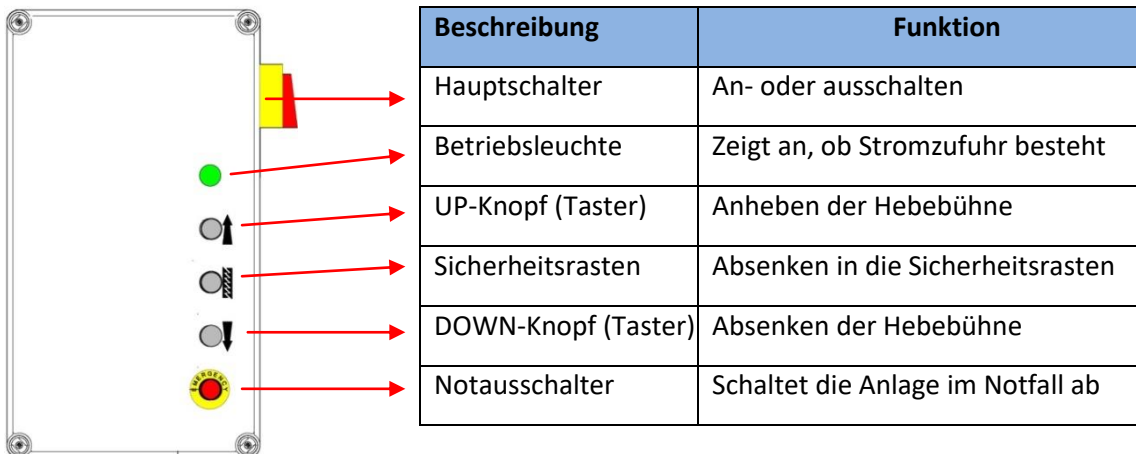 Beschreibung Funktion
Hauptschalter An- oder ausschalten
Betriebsleuchte Zeigt an, ob Stromzufuhr besteht
UP-Knopf (Taster) Anheben der Hebebühne
Sicherheitsrasten Absenken in die Sicherheitsrasten
DOWN-Knopf (Taster) Absenken der Hebebühne
EMERGENCY
Notausschalter Schaltet die Anlage im Notfall ab